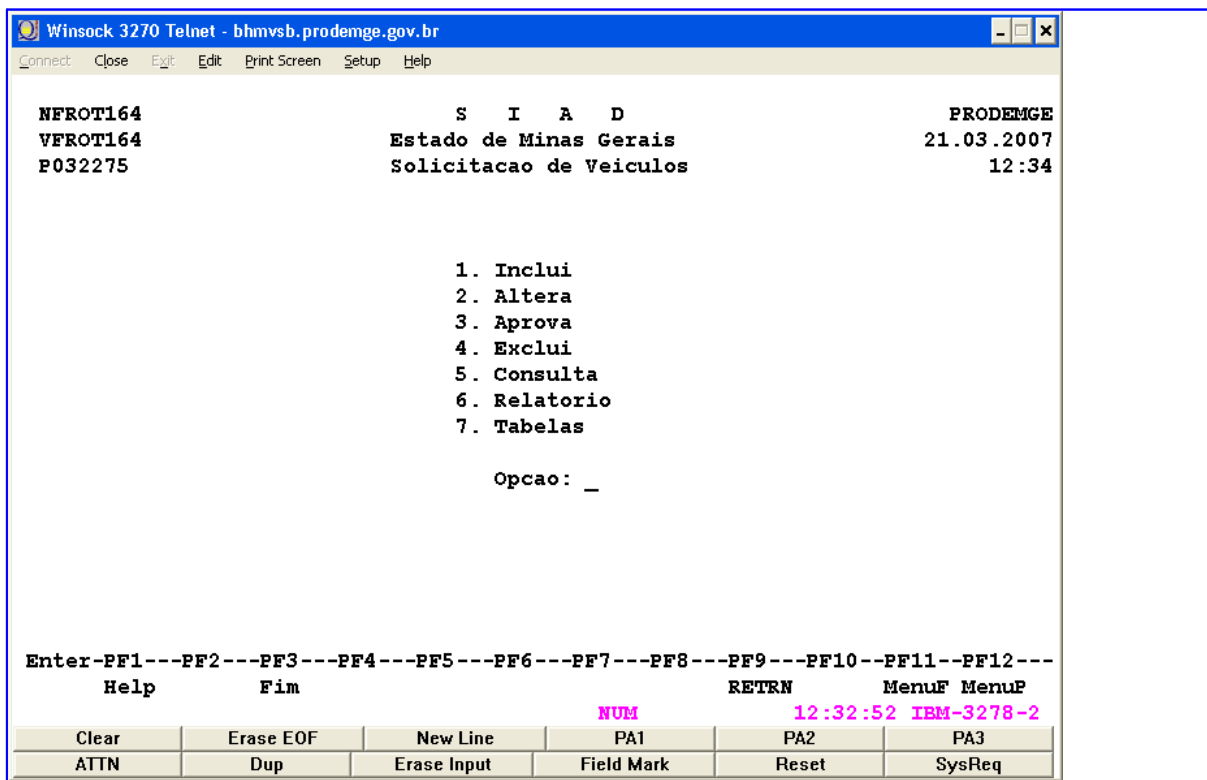 Winsock 3270 Telnet - bhmvsb.prodemge.gov.br
Connect Close Exit Edit Print Screen Setup Help
NFROT164 S I A D PRODEMGE
VFROT164 Estado de Minas Gerais 21.03.2007
P032275 Solicitacao de Veiculos 12:34
1. Inclui
2. Altera
3. Aprova
4. Exclui
5. Consulta
6. Relatorio
7. Tabelas
Opcao: _
Enter-PF1---PF2---PF3---PF4---PF5---PF6---PF7---PF8---PF9---PF10--PF11--PF12---
Help Fim RETRN MenuF MenuP
NUM 12:32:52 IBM-3278-2
Clear Erase EOF New Line PA1 PA2 PA3
ATTN Dup Erase Input Field Mark Reset SysReq